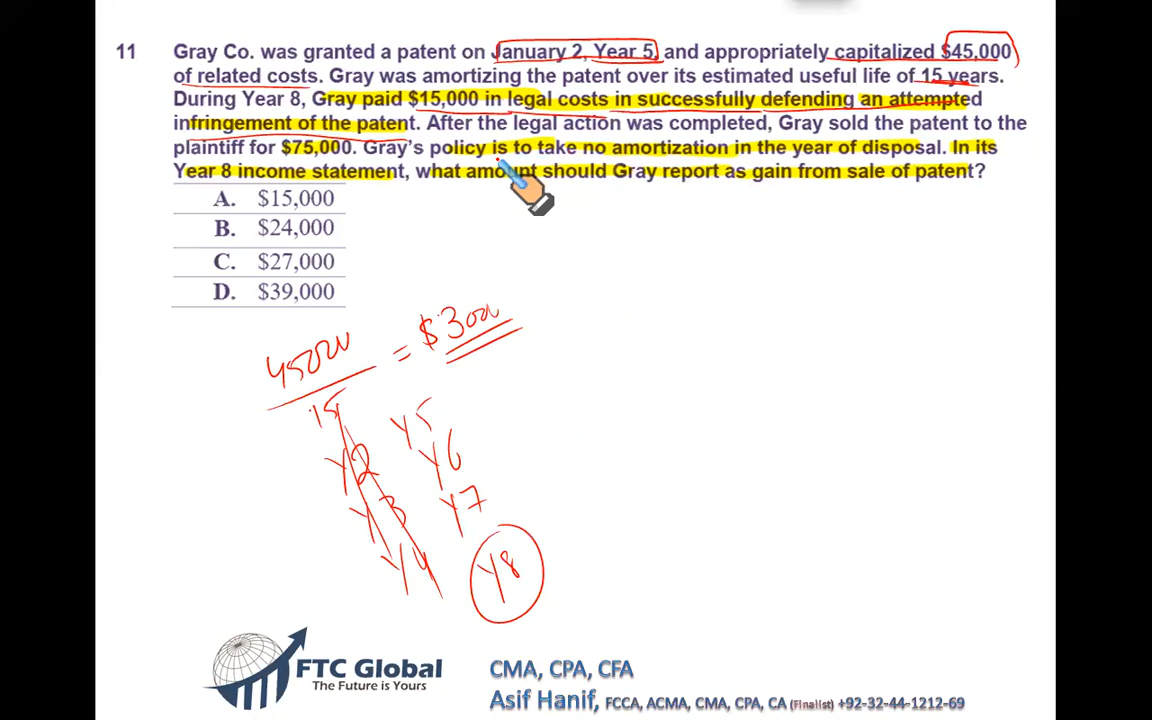 11 Gray Co. was granted a patent on January 2, Year 5, and appropriately capitalized $45,000
of related costs. Gray was amortizing the patent over its estimated useful life of 15 years.
During Year 8, Gray paid $15,000 in legal costs in successfully defending an attempted
infringement of the patent. After the legal action was completed, Gray sold the patent to the
plaintiff for $75,000. Gray's policy is to take no amortization in the year of disposal. In its
Year 8 income statement, what amount should Gray report as gain from sale of patent?
A. $15,000
B. $24,000
C. $27,000
D. $39,000
45000 = $3000
15
Y5
Y2 Y6
Y3 Y7
Y4 Y8
FTC Global
The Future is Yours
CMA, CPA, CFA
Asif Hanif, FCCA, ACMA, CMA, CPA, CA (Finalist) +92-32-44-1212-69